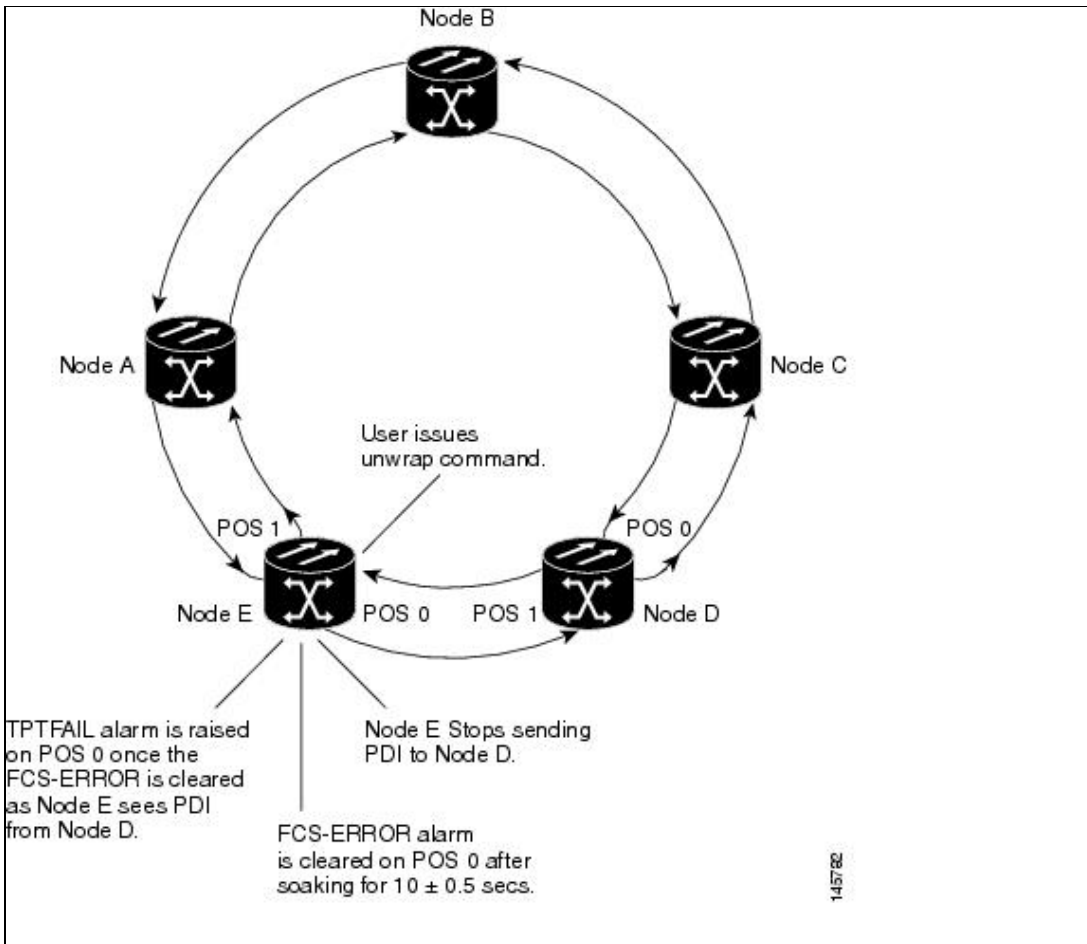 Node B
Node A
Node C
User issues
unwrap command.
POS 1
POS 0
Node E
POS 0
POS 1
Node D
TPTFAIL alarm is raised
on POS 0 once the
FCS-ERROR is cleared
as Node E sees PDI
from Node D.
Node E Stops sending
PDI to Node D.
FCS-ERROR alarm
is cleared on POS 0 after
soaking for 10 ± 0.5 secs.
145792